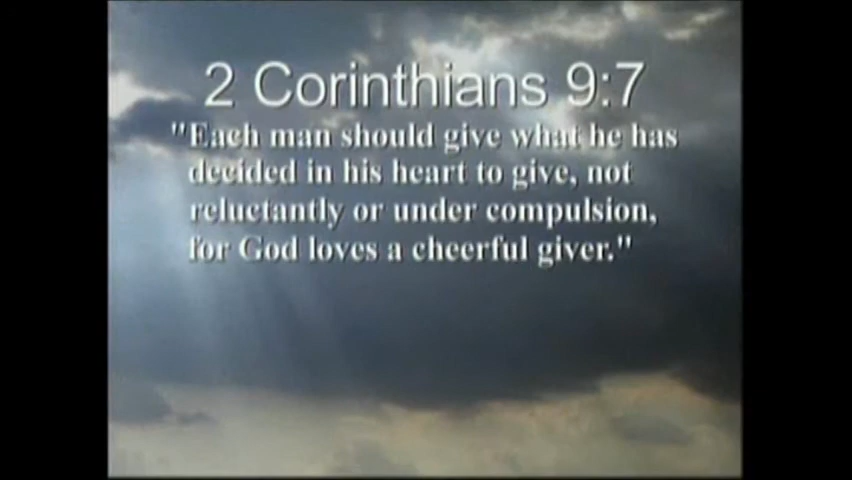 2 Corinthians 9:7
"Each man should give what he has
decided in his heart to give, not
reluctantly or under compulsion,
for God loves a cheerful giver."